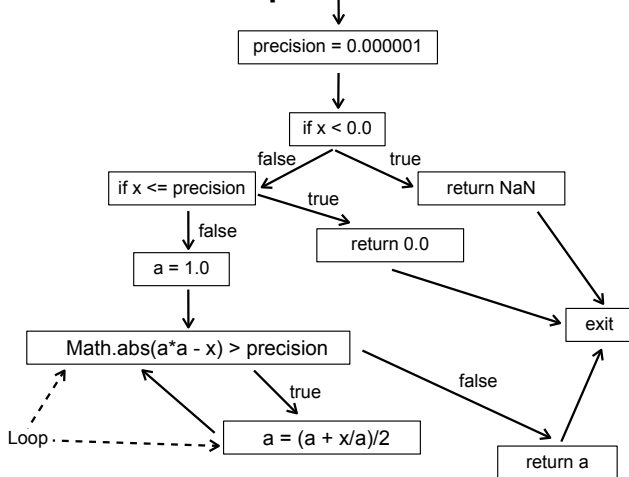 precision = 0.000001
if x < 0.0
false
true
if x <= precision
true
return NaN
false
return 0.0
a = 1.0
exit
Math.abs(a*a - x) > precision
true
false
Loop
a = (a + x/a)/2
return a